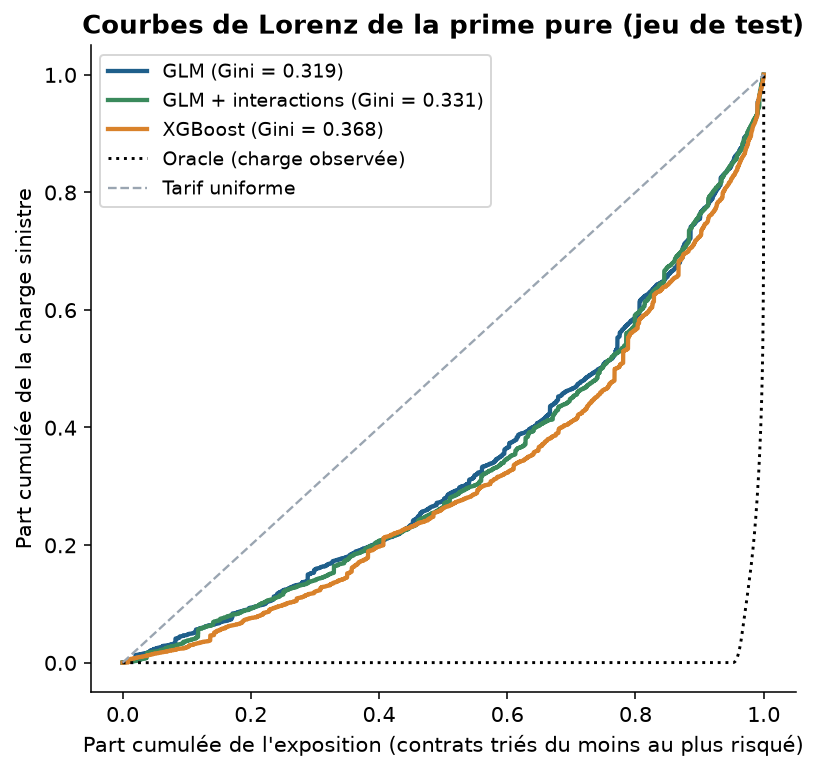 Courbes de Lorenz de la prime pure (jeu de test)
GLM (Gini = 0.319)
GLM + interactions (Gini = 0.331)
XGBoost (Gini = 0.368)
Oracle (charge observée)
Tarif uniforme
Part cumulée de la charge sinistre
1.0
0.8
0.6
0.4
0.2
0.0
0.0 0.2 0.4 0.6 0.8 1.0
Part cumulée de l'exposition (contrats triés du moins au plus risqué)